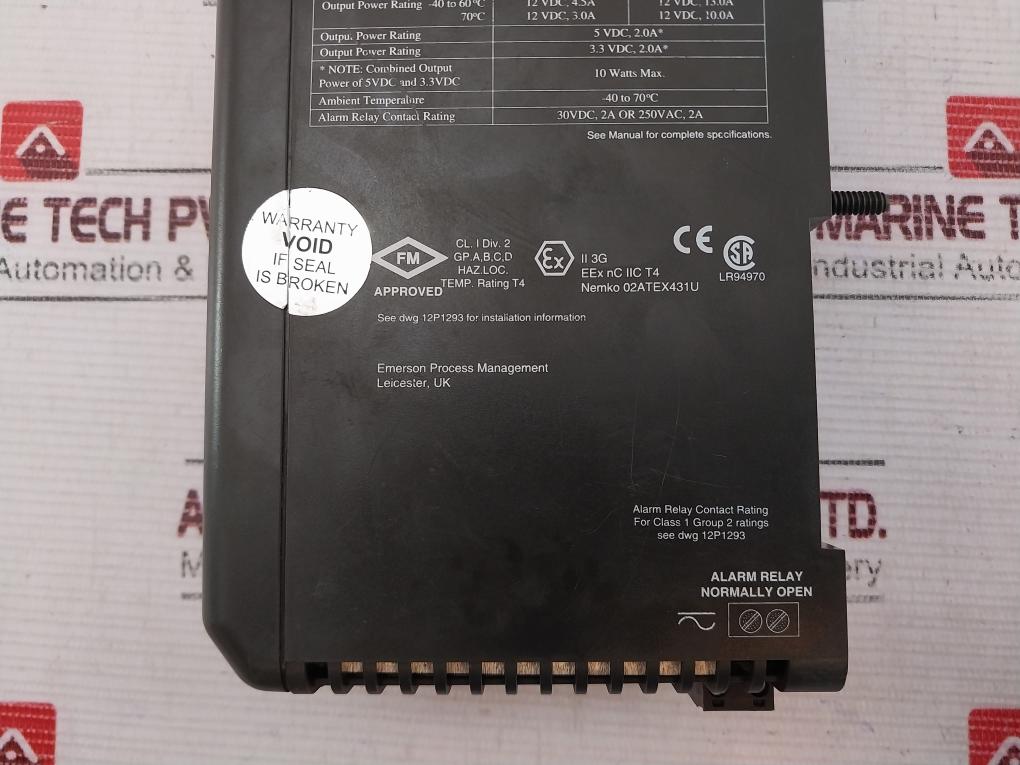 Output Power Rating -40 to 60°C 12 VDC, 4.5A 12 VDC, 13.0A
70°C 12 VDC, 3.0A 12 VDC, 10.0A
Output Power Rating 5 VDC, 2.0A*
Output Power Rating 3.3 VDC, 2.0A*
* NOTE: Combined Output
Power of 5VDC and 3.3VDC 10 Watts Max.
Ambient Temperature -40 to 70°C
Alarm Relay Contact Rating 30VDC, 2A OR 250VAC, 2A
See Manual for complete specifications.
WARRANTY
VOID
IF SEAL
IS BROKEN
FM
APPROVED
CL. I Div. 2
GP.A,B,C,D
HAZ.LOC.
TEMP. Rating T4
Ex
II 3G
EEx nC IIC T4
Nemko 02ATEX431U
CE
SA
LR94970
See dwg 12P1293 for installation information
Emerson Process Management
Leicester, UK
Alarm Relay Contact Rating
For Class 1 Group 2 ratings
see dwg 12P1293
ALARM RELAY
NORMALLY OPEN
E TECH PV
Automation &
MARINE T
ndustrial Auto
A
M
TD.
ery